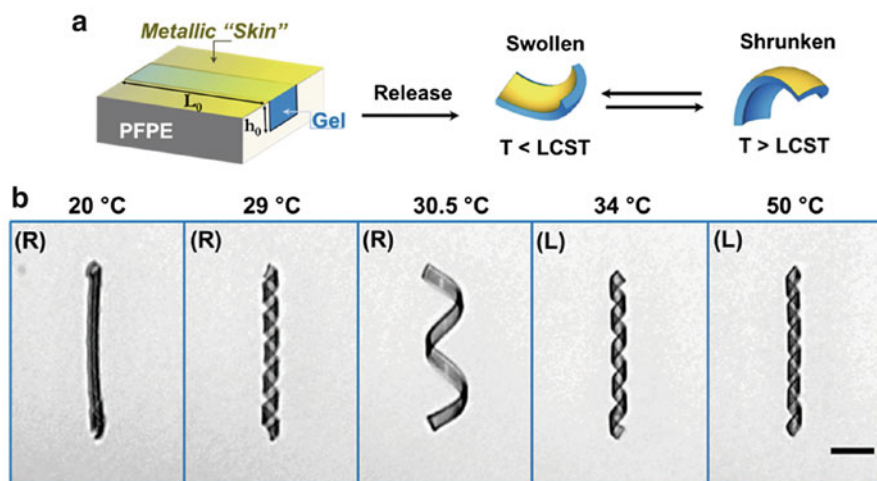 a
Metallic "Skin"
L0
h0
Gel
PFPE
Release
Swollen
T < LCST
Shrunken
T > LCST
b
20 °C
29 °C
30.5 °C
34 °C
50 °C
(R)
(R)
(R)
(L)
(L)